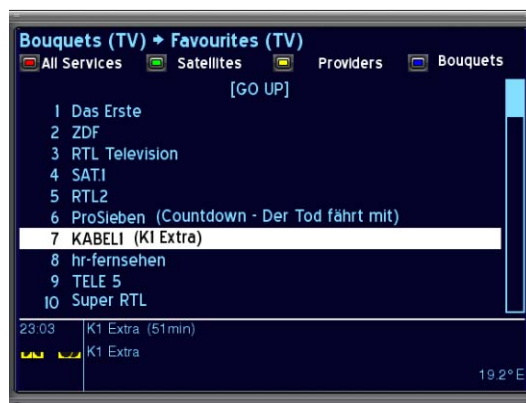 Bouquets (TV) → Favourites (TV)
All Services Satellites Providers Bouquets
[GO UP]
1 Das Erste
2 ZDF
3 RTL Television
4 SAT.1
5 RTL2
6 ProSieben (Countdown - Der Tod fährt mit)
7 KABEL1 (K1 Extra)
8 hr-fernsehen
9 TELE 5
10 Super RTL
23:03 K1 Extra (51min)
K1 Extra
19.2° E